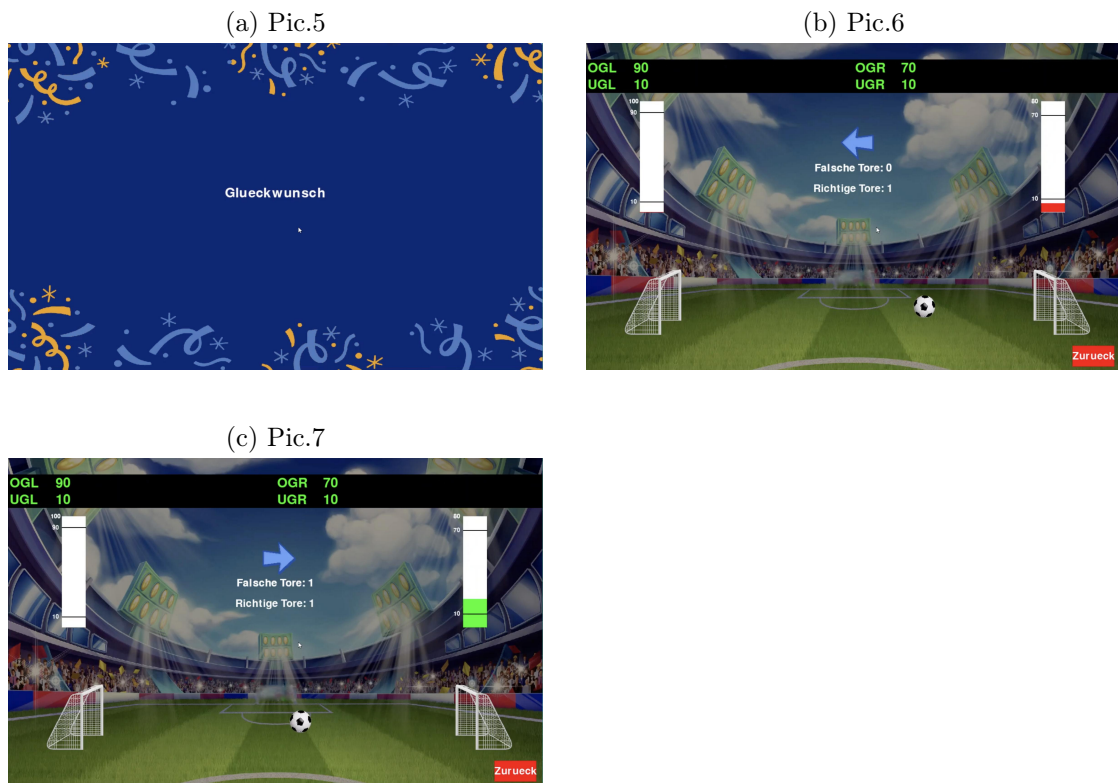 (a) Pic.5
(b) Pic.6
Glueckwunsch
OGL 90 OGR 70
UGL 10 UGR 10
100
90
10
80
70
10
Falsche Tore: 0
Richtige Tore: 1
Zurueck
(c) Pic.7
OGL 90 OGR 70
UGL 10 UGR 10
100
90
10
80
70
10
Falsche Tore: 1
Richtige Tore: 1
Zurueck